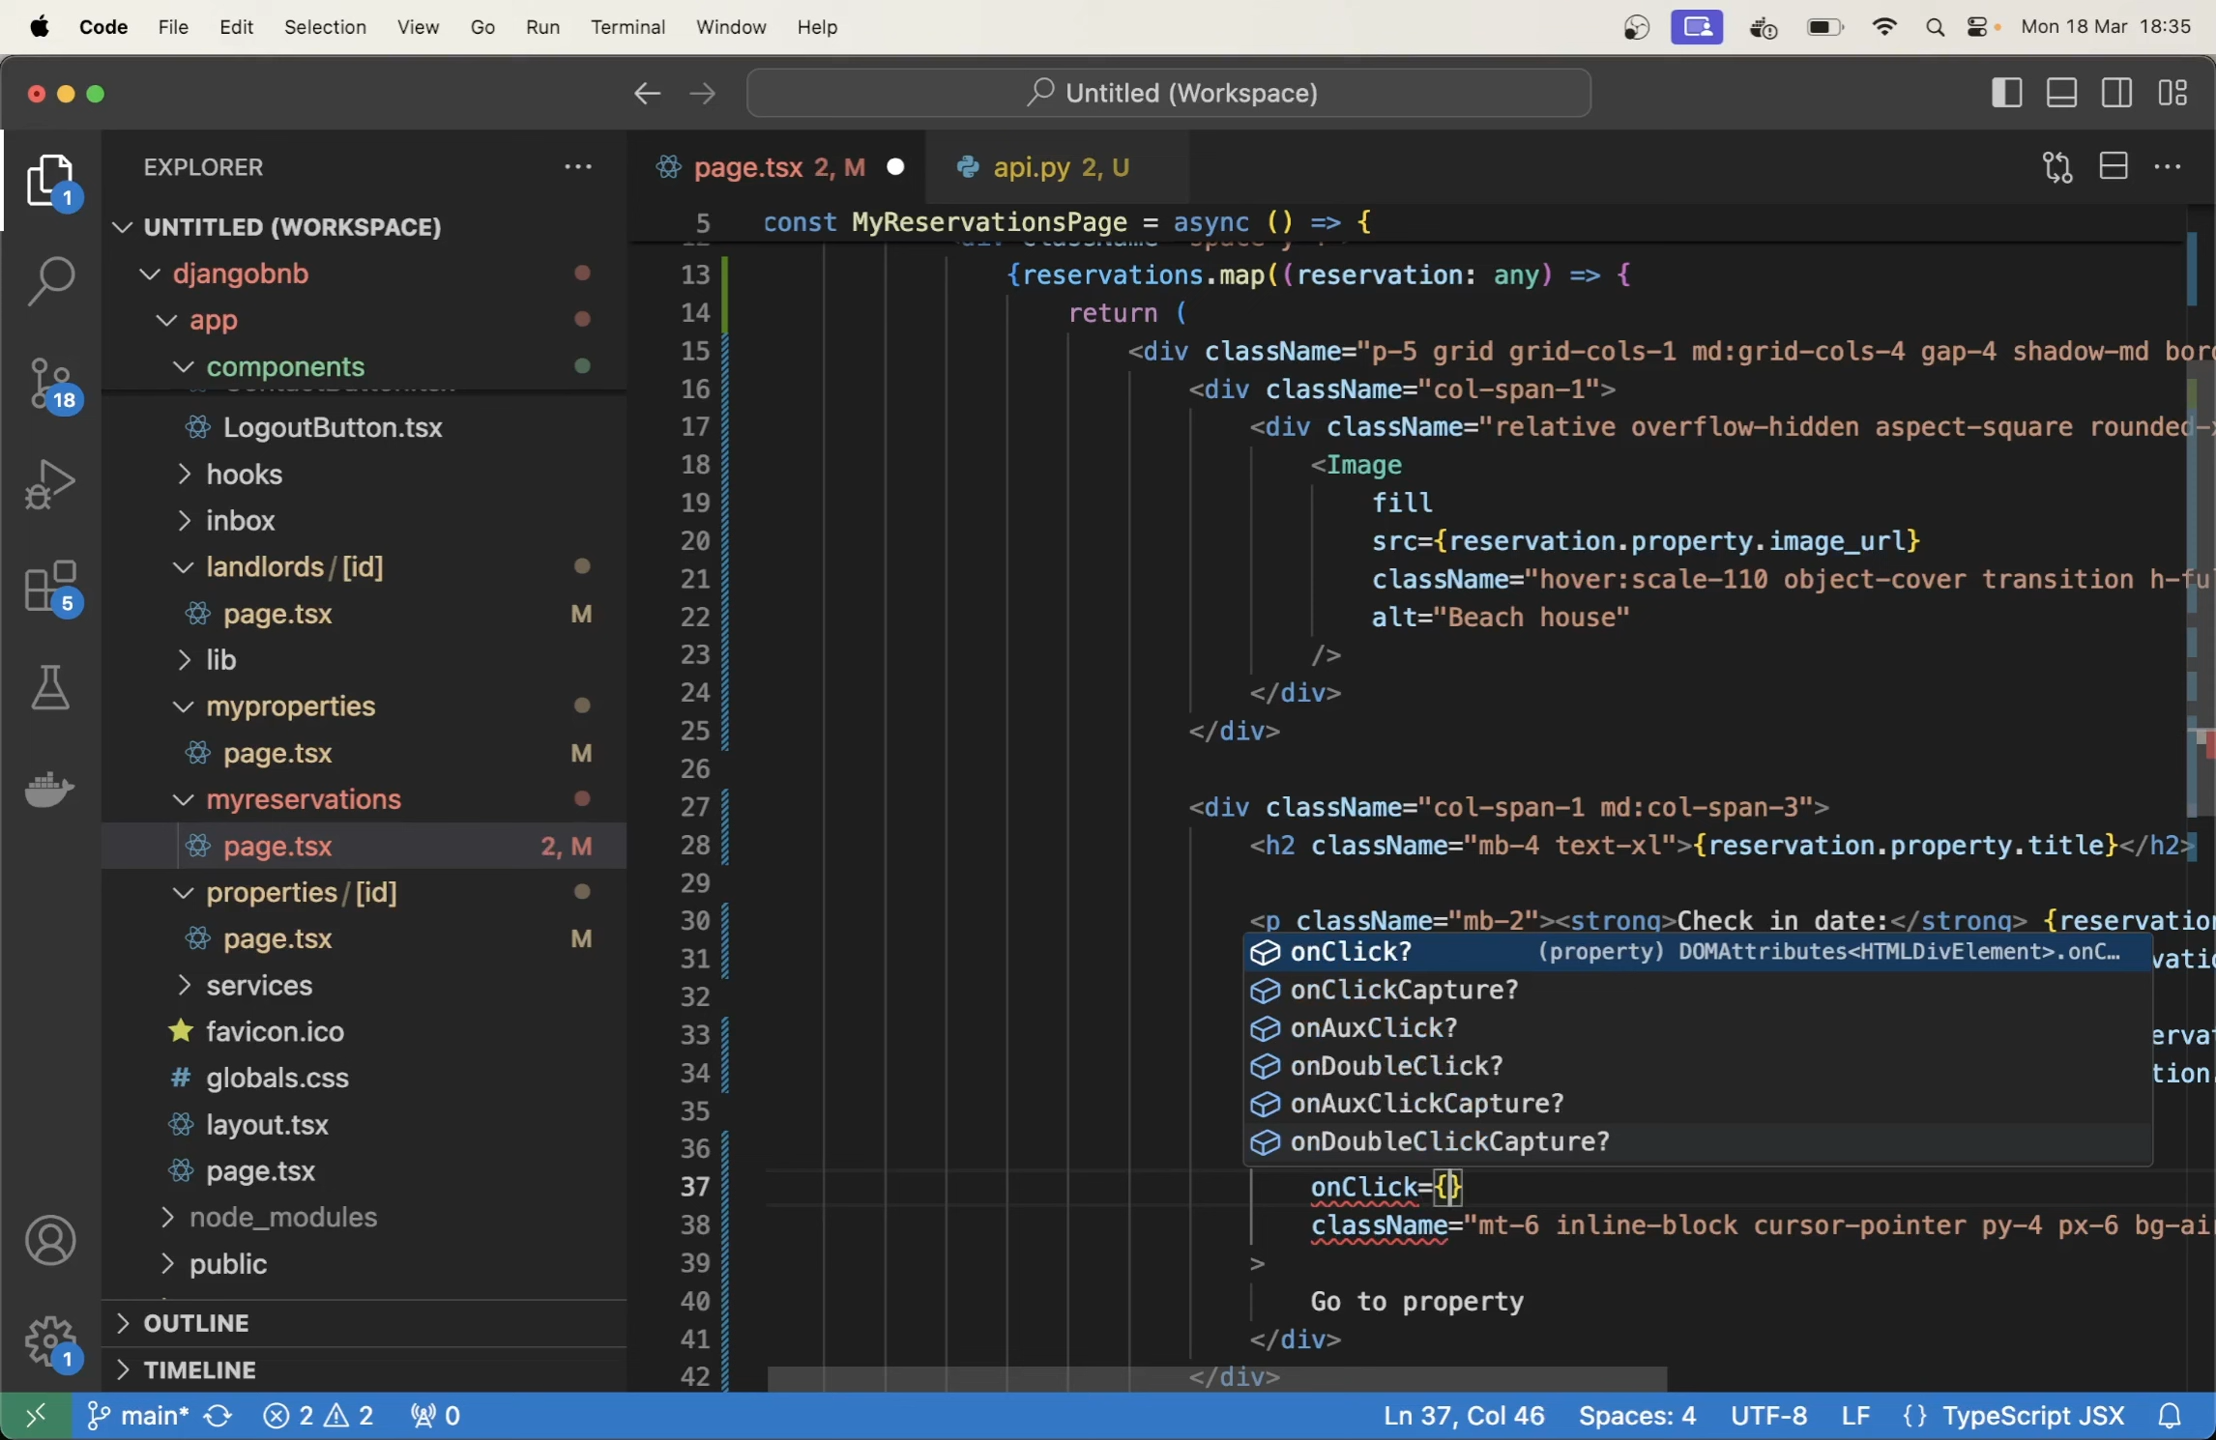 Code File Edit Selection View Go Run Terminal Window Help Mon 18 Mar 18:35
Untitled (Workspace)
EXPLORER
page.tsx 2, M
api.py 2, U
UNTITLED (WORKSPACE)
djangobnb
app
components
LogoutButton.tsx
hooks
inbox
landlords/[id]
page.tsx M
lib
myproperties
page.tsx M
myreservations
page.tsx 2, M
properties/[id]
page.tsx M
services
favicon.ico
globals.css
layout.tsx
page.tsx
node_modules
public
OUTLINE
TIMELINE
1
18
5
1
5 const MyReservationsPage = async () => {
13 {reservations.map((reservation: any) => {
14 return (
15 <div className="p-5 grid grid-cols-1 md:grid-cols-4 gap-4 shadow-md bor
16 <div className="col-span-1">
17 <div className="relative overflow-hidden aspect-square rounded-x
18 <Image
19 fill
20 src={reservation.property.image_url}
21 className="hover:scale-110 object-cover transition h-ful
22 alt="Beach house"
23 />
24 </div>
25 </div>
26
27 <div className="col-span-1 md:col-span-3">
28 <h2 className="mb-4 text-xl">{reservation.property.title}</h2>
29
30 <p className="mb-2"><strong>Check in date:</strong> {reservation
31
32
33
34
35
36
onClick? (property) DOMAttributes<HTMLDivElement>.onC…
onClickCapture?
onAuxClick?
onDoubleClick?
onAuxClickCapture?
onDoubleClickCapture?
37 onClick={}
38 className="mt-6 inline-block cursor-pointer py-4 px-6 bg-air
39 >
40 Go to property
41 </div>
42 </div>
main* 2 2 0 Ln 37, Col 46 Spaces: 4 UTF-8 LF {} TypeScript JSX